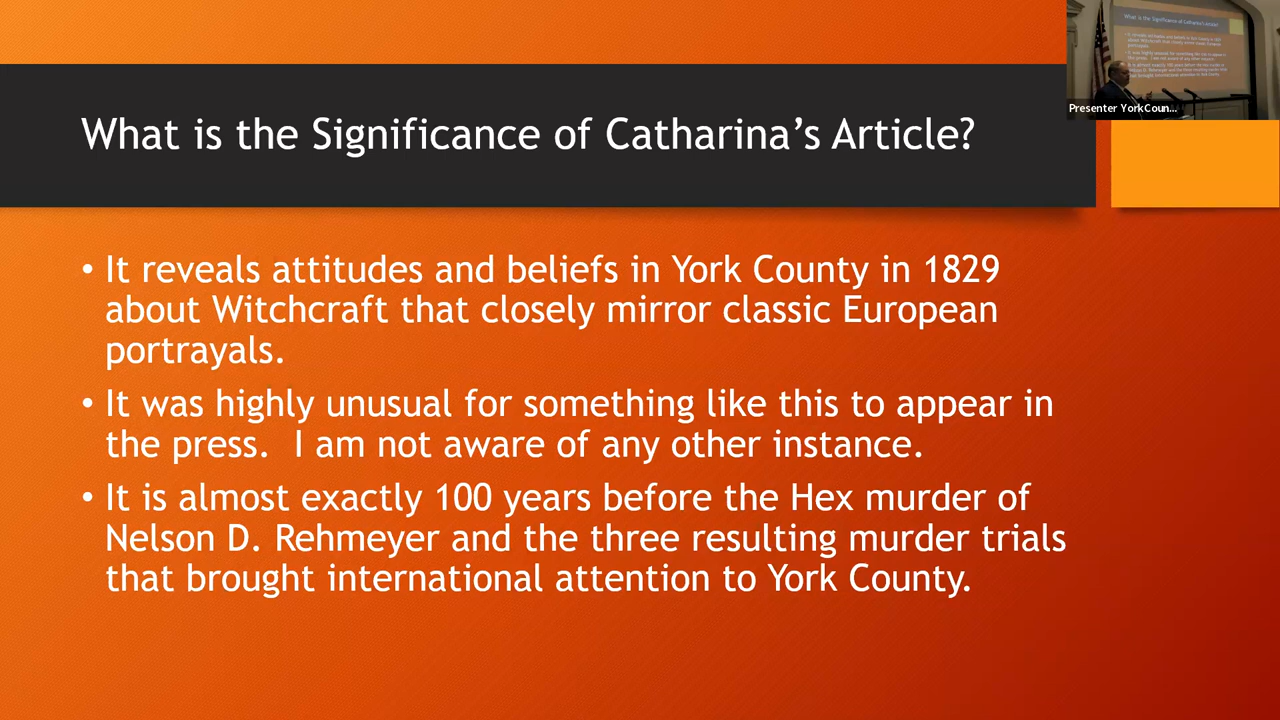 What is the Significance of Catharina’s Article?
Presenter YorkCoun...
• It reveals attitudes and beliefs in York County in 1829
about Witchcraft that closely mirror classic European
portrayals.
• It was highly unusual for something like this to appear in
the press.  I am not aware of any other instance.
• It is almost exactly 100 years before the Hex murder of
Nelson D. Rehmeyer and the three resulting murder trials
that brought international attention to York County.